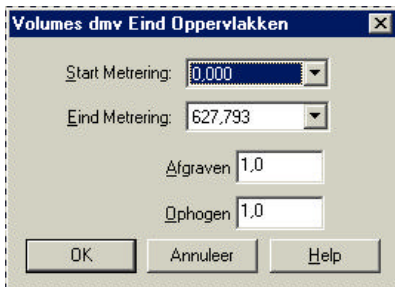 Volumes dmv Eind Oppervlakken
Start Metrering: 0,000
Eind Metrering: 627,793
Afgraven 1,0
Ophogen 1,0
OK Annuleer Help